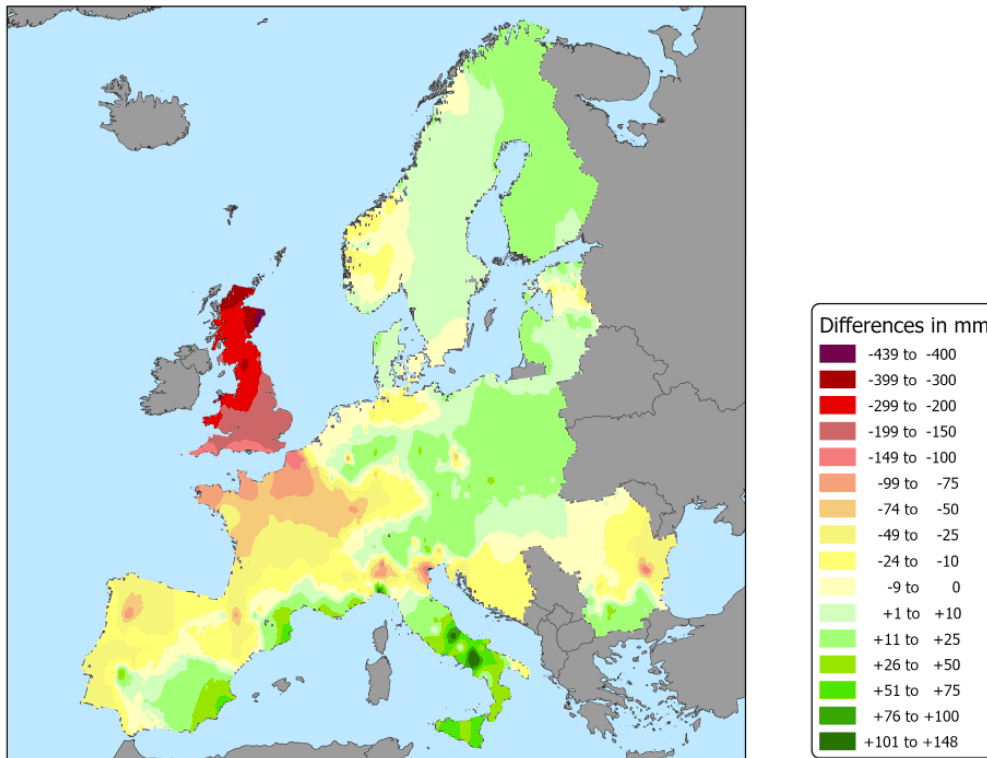 Differences in mm
-439 to -400
-399 to -300
-299 to -200
-199 to -150
-149 to -100
-99 to -75
-74 to -50
-49 to -25
-24 to -10
-9 to 0
+1 to +10
+11 to +25
+26 to +50
+51 to +75
+76 to +100
+101 to +148